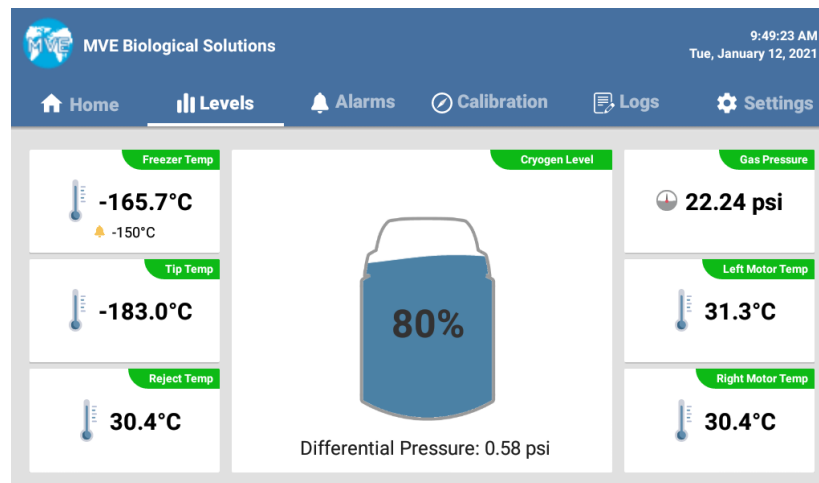 MVE
MVE Biological Solutions
9:49:23 AM
Tue, January 12, 2021
Home
Levels
Alarms
Calibration
Logs
Settings
Freezer Temp
-165.7°C
-150°C
Tip Temp
-183.0°C
Reject Temp
30.4°C
Cryogen Level
80%
Differential Pressure: 0.58 psi
Gas Pressure
22.24 psi
Left Motor Temp
31.3°C
Right Motor Temp
30.4°C